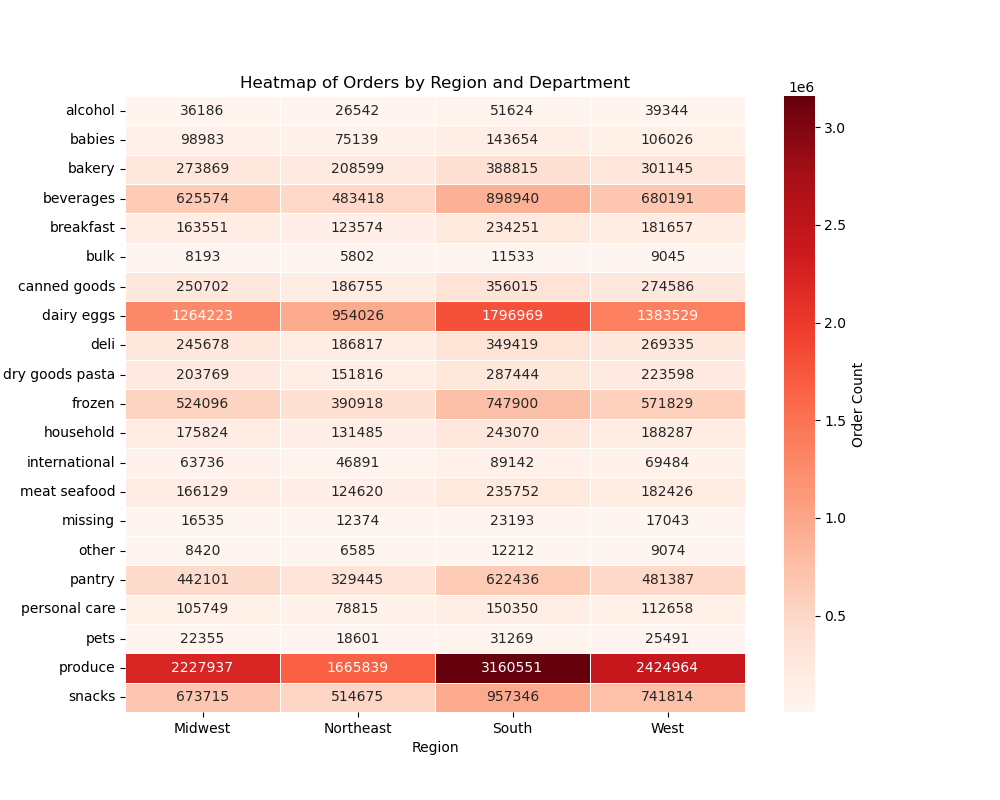 Heatmap of Orders by Region and Department
1e6
alcohol 36186 26542 51624 39344
babies 98983 75139 143654 106026
bakery 273869 208599 388815 301145
beverages 625574 483418 898940 680191
breakfast 163551 123574 234251 181657
bulk 8193 5802 11533 9045
canned goods 250702 186755 356015 274586
dairy eggs 1264223 954026 1796969 1383529
deli 245678 186817 349419 269335
dry goods pasta 203769 151816 287444 223598
frozen 524096 390918 747900 571829
household 175824 131485 243070 188287
international 63736 46891 89142 69484
meat seafood 166129 124620 235752 182426
missing 16535 12374 23193 17043
other 8420 6585 12212 9074
pantry 442101 329445 622436 481387
personal care 105749 78815 150350 112658
pets 22355 18601 31269 25491
produce 2227937 1665839 3160551 2424964
snacks 673715 514675 957346 741814
Midwest Northeast South West
Region
3.0
2.5
2.0
1.5
1.0
0.5
Order Count